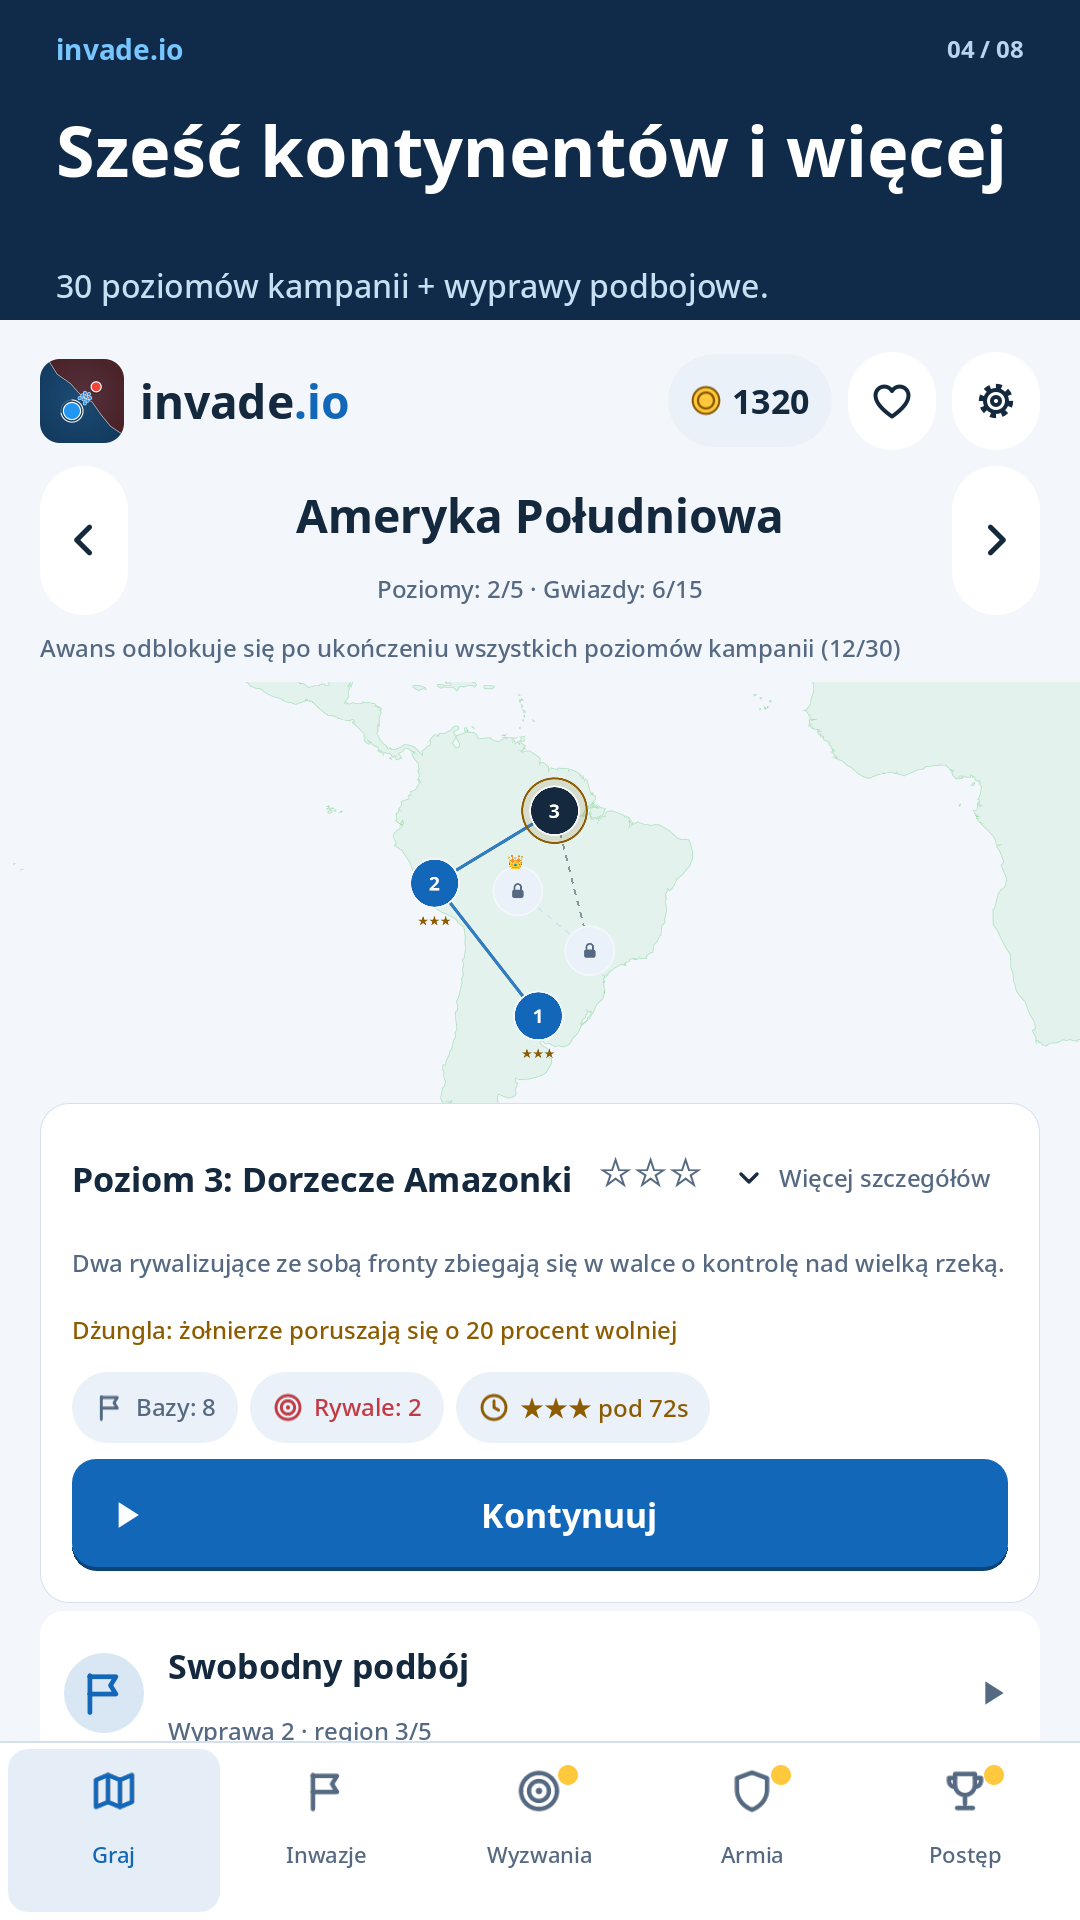 invade.io
04 / 08
Sześć kontynentów i więcej
30 poziomów kampanii + wyprawy podbojowe.
invade.io
1320
Ameryka Południowa
Poziomy: 2/5 · Gwiazdy: 6/15
Awans odblokuje się po ukończeniu wszystkich poziomów kampanii (12/30)
3
2
★★★
1
★★★
Poziom 3: Dorzecze Amazonki ☆☆☆ Więcej szczegółów
Dwa rywalizujące ze sobą fronty zbiegają się w walce o kontrolę nad wielką rzeką.
Dżungla: żołnierze poruszają się o 20 procent wolniej
Bazy: 8 Rywale: 2 ★★★ pod 72s
Kontynuuj
Swobodny podbój
Wyprawa 2 · region 3/5
Graj Inwazje Wyzwania Armia Postęp